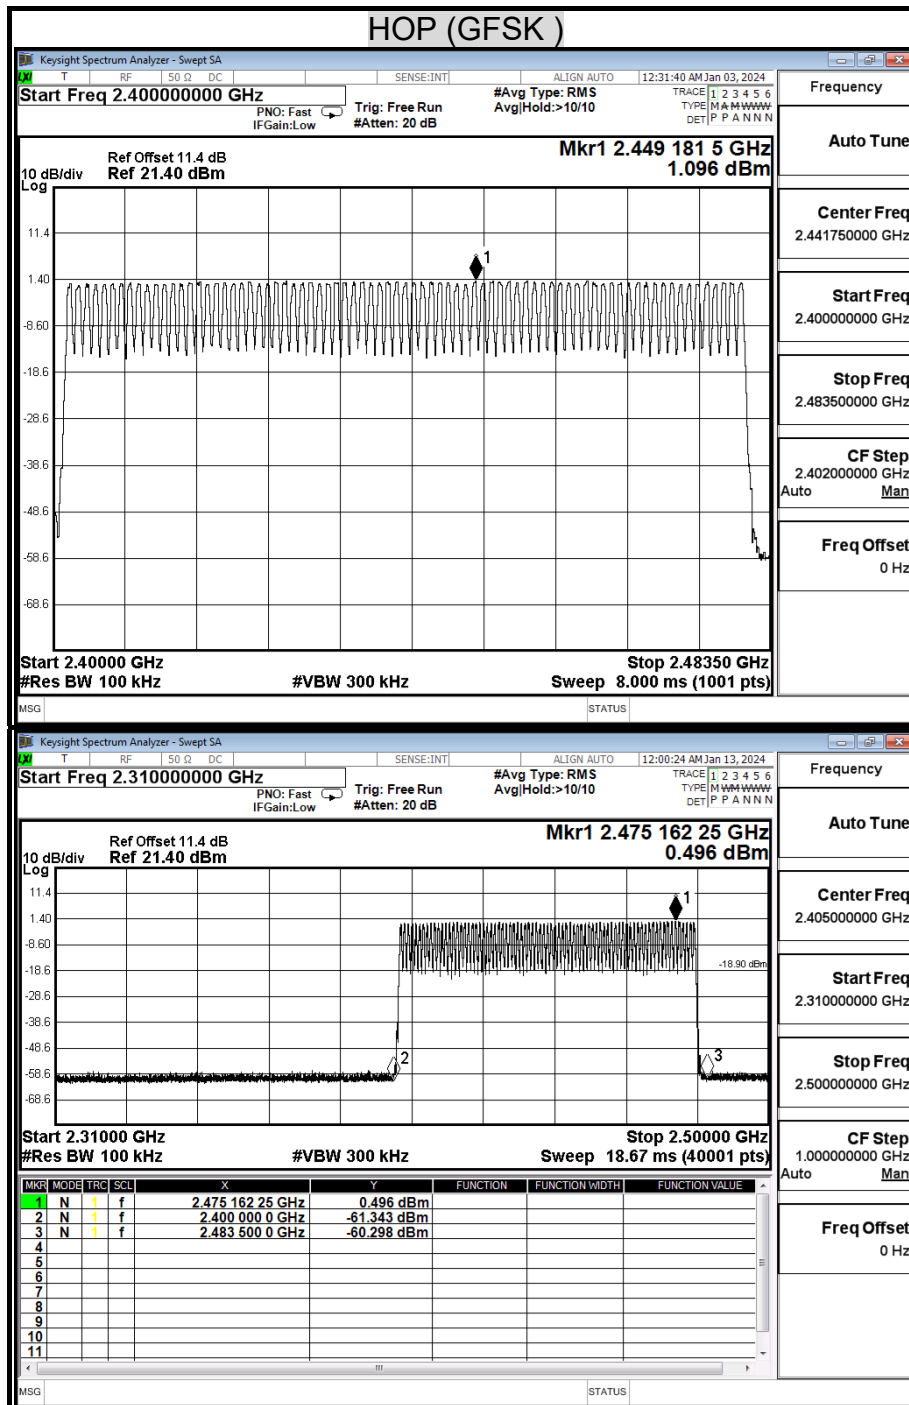 HOP (GFSK )
Keysight Spectrum Analyzer - Swept SA
LXI T RF 50 Ω DC SENSE:INT ALIGN AUTO 12:31:40 AM Jan 03, 2024
Start Freq 2.400000000 GHz
#Avg Type: RMS
TRACE 1 2 3 4 5 6
PNO: Fast
Trig: Free Run
Avg|Hold:>10/10
TYPE M A M W W W W
IFGain:Low
#Atten: 20 dB
DET P P A N N N
Frequency
Auto Tune
Center Freq
2.441750000 GHz
Start Freq
2.400000000 GHz
Stop Freq
2.483500000 GHz
CF Step
2.402000000 GHz
Auto Man
Freq Offset
0 Hz
Mkr1 2.449 181 5 GHz
1.096 dBm
Ref Offset 11.4 dB
10 dB/div Ref 21.40 dBm
Log
11.4
1
1.40
-8.60
-18.6
-28.6
-38.6
-48.6
-58.6
-68.6
Start 2.40000 GHz Stop 2.48350 GHz
#Res BW 100 kHz #VBW 300 kHz Sweep 8.000 ms (1001 pts)
MSG STATUS
Keysight Spectrum Analyzer - Swept SA
LXI T RF 50 Ω DC SENSE:INT ALIGN AUTO 12:00:24 AM Jan 13, 2024
Start Freq 2.310000000 GHz
#Avg Type: RMS
TRACE 1 2 3 4 5 6
PNO: Fast
Trig: Free Run
Avg|Hold:>10/10
TYPE M W M W W W W
IFGain:Low
#Atten: 20 dB
DET P P A N N N
Frequency
Auto Tune
Center Freq
2.405000000 GHz
Start Freq
2.310000000 GHz
Stop Freq
2.500000000 GHz
CF Step
1.000000000 GHz
Auto Man
Freq Offset
0 Hz
Mkr1 2.475 162 25 GHz
0.496 dBm
Ref Offset 11.4 dB
10 dB/div Ref 21.40 dBm
Log
11.4
1
1.40
-8.60
-18.6
-18.90 dBm
-28.6
-38.6
-48.6
2
3
-58.6
-68.6
Start 2.31000 GHz Stop 2.50000 GHz
#Res BW 100 kHz #VBW 300 kHz Sweep 18.67 ms (40001 pts)
MKR MODE TRC SCL X Y FUNCTION FUNCTION WIDTH FUNCTION VALUE
1 N 1 f 2.475 162 25 GHz 0.496 dBm
2 N 1 f 2.400 000 0 GHz -61.343 dBm
3 N 1 f 2.483 500 0 GHz -60.298 dBm
4
5
6
7
8
9
10
11
MSG STATUS